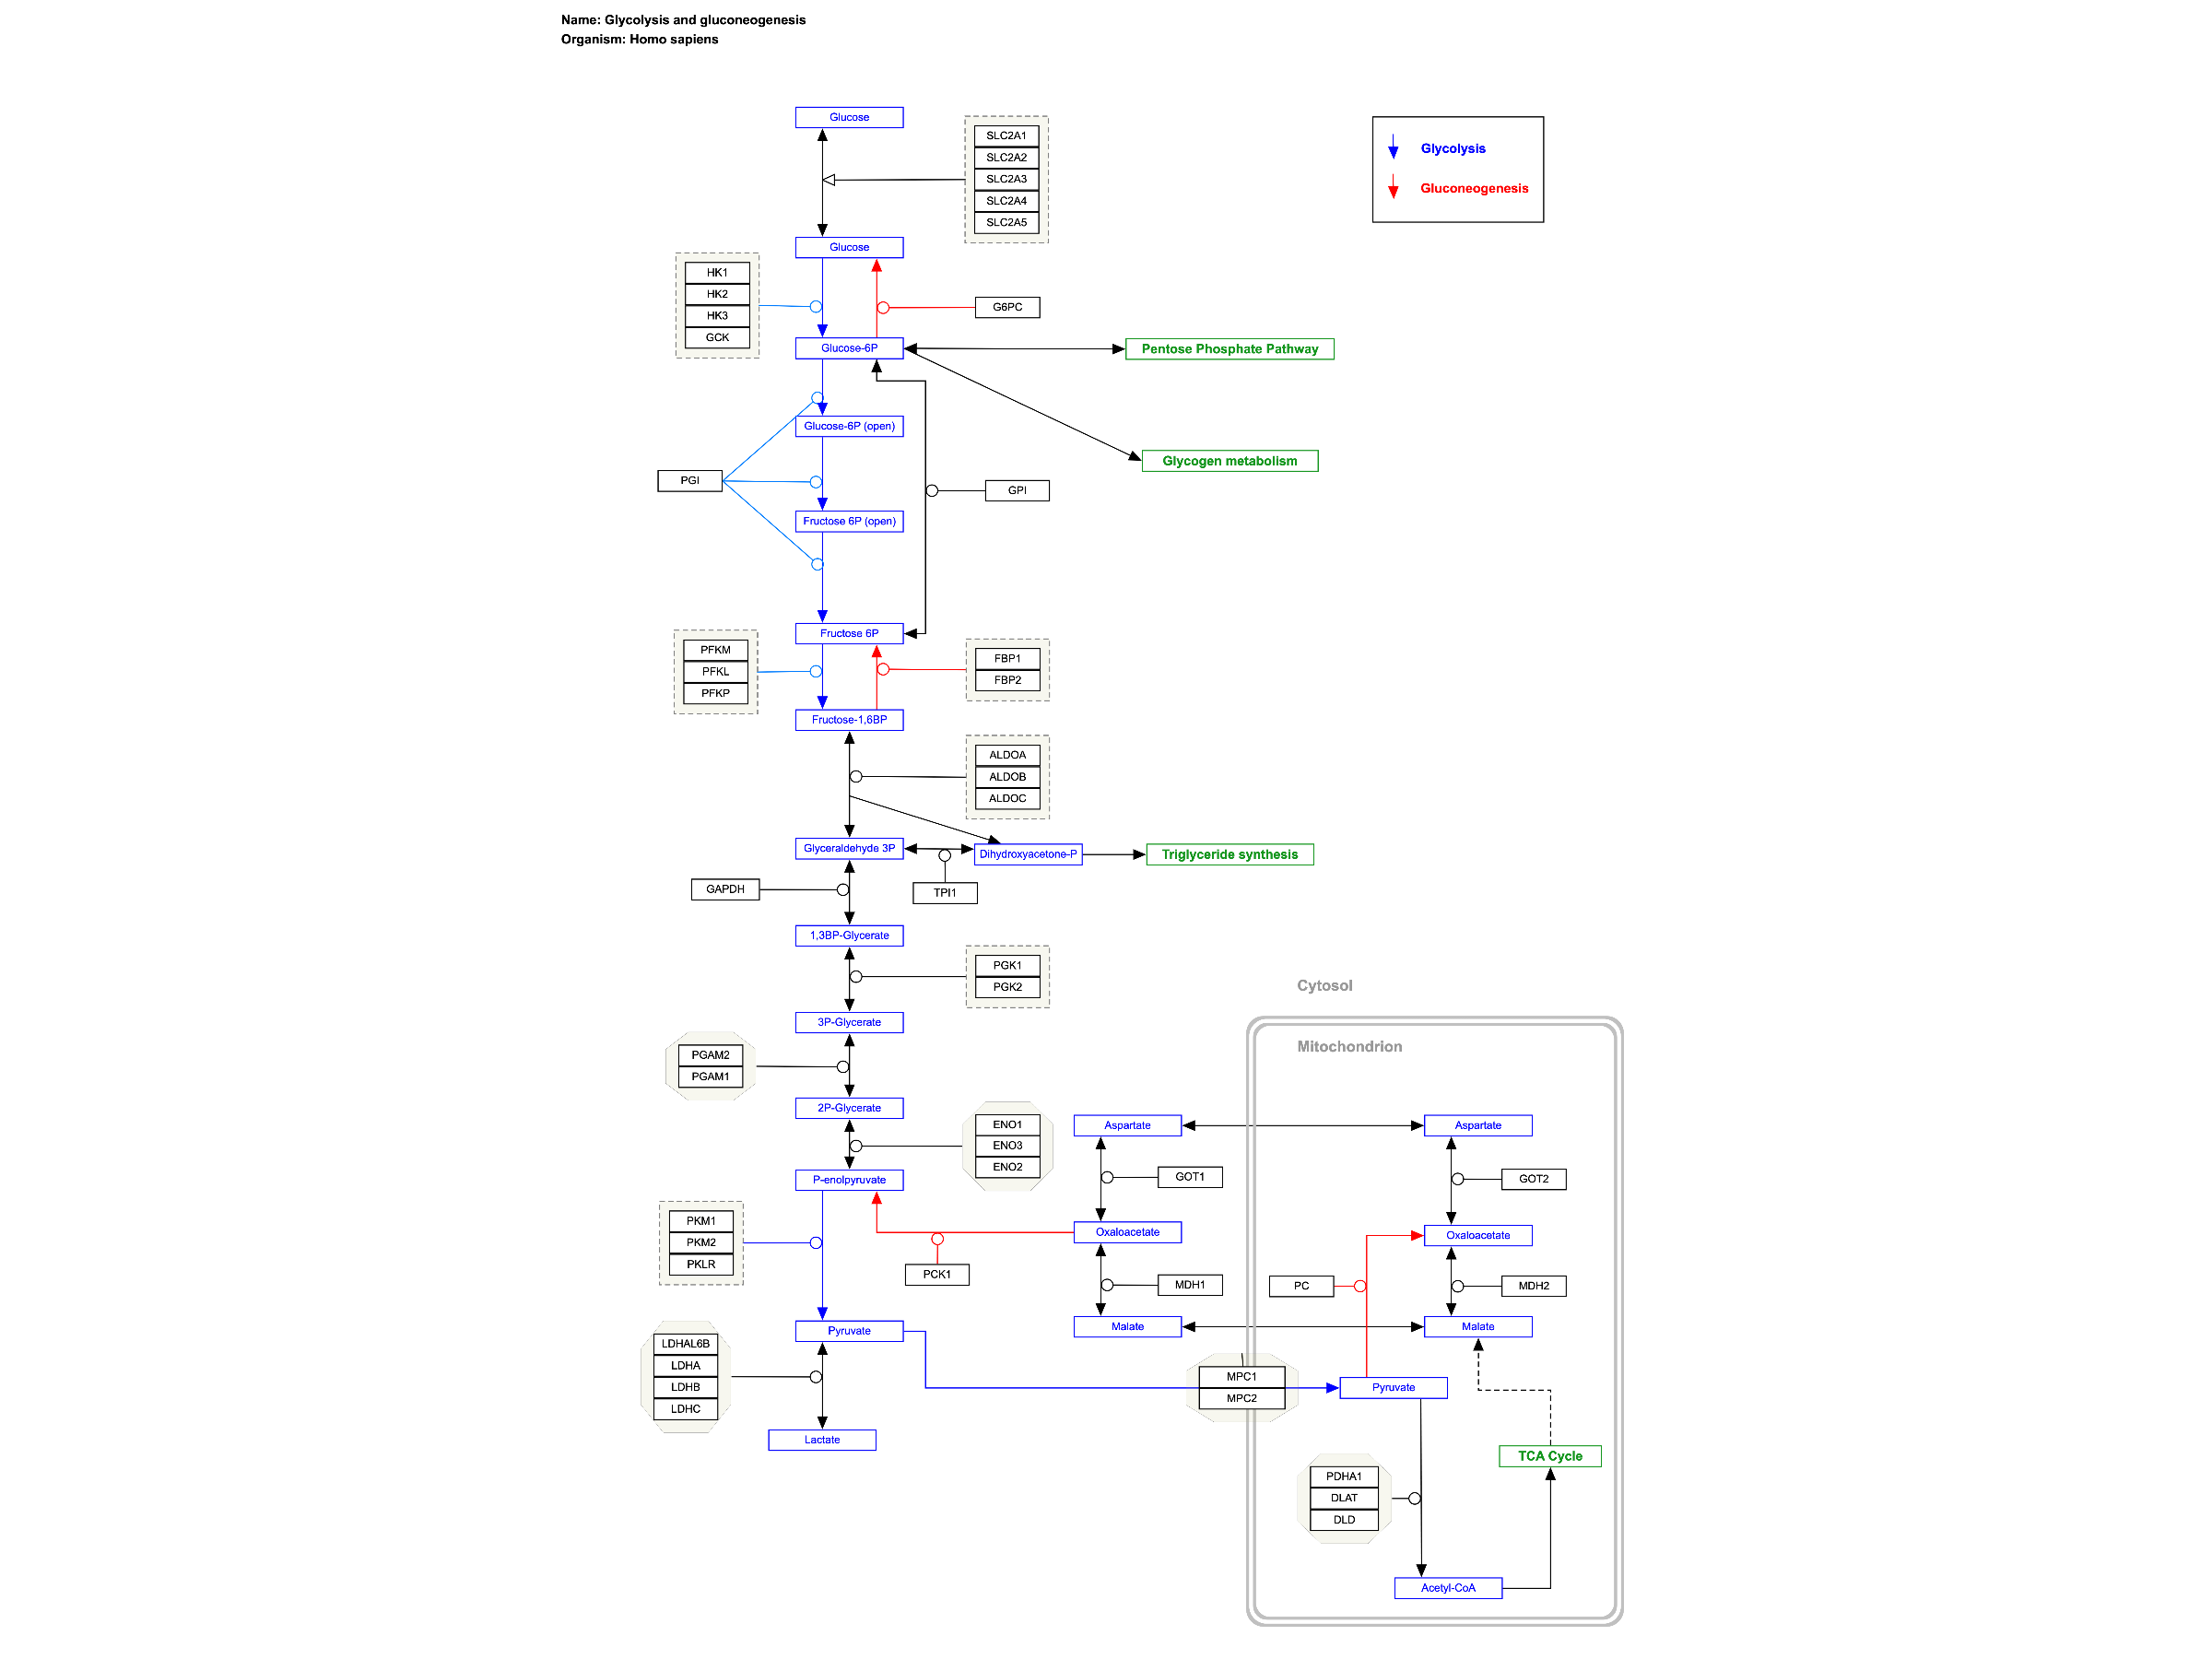 Name: Glycolysis and gluconeogenesis
Organism: Homo sapiens
Glucose
SLC2A1
SLC2A2
SLC2A3
SLC2A4
SLC2A5
Glycolysis
Gluconeogenesis
Glucose
HK1
HK2
HK3
GCK
G6PC
Glucose-6P
Pentose Phosphate Pathway
Glucose-6P (open)
Glycogen metabolism
PGI
GPI
Fructose 6P (open)
Fructose 6P
PFKM
PFKL
PFKP
FBP1
FBP2
Fructose-1,6BP
ALDOA
ALDOB
ALDOC
Glyceraldehyde 3P
Dihydroxyacetone-P
Triglyceride synthesis
GAPDH
TPI1
1,3BP-Glycerate
PGK1
PGK2
Cytosol
3P-Glycerate
Mitochondrion
PGAM2
PGAM1
2P-Glycerate
ENO1
ENO3
ENO2
Aspartate
Aspartate
GOT1
GOT2
P-enolpyruvate
PKM1
PKM2
PKLR
Oxaloacetate
Oxaloacetate
PCK1
MDH1
PC
MDH2
Pyruvate
Malate
Malate
LDHAL6B
LDHA
LDHB
LDHC
MPC1
MPC2
Pyruvate
Lactate
TCA Cycle
PDHA1
DLAT
DLD
Acetyl-CoA